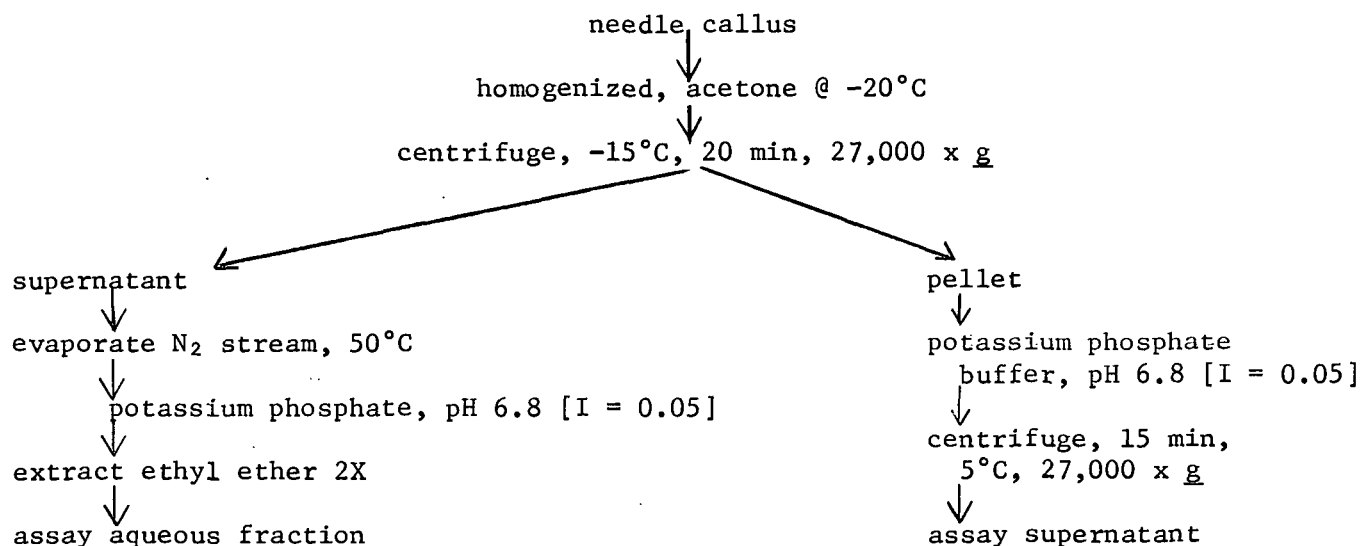 needle callus
homogenized, acetone @ -20°C
centrifuge, -15°C, 20 min, 27,000 x g
supernatant
evaporate N₂ stream, 50°C
potassium phosphate, pH 6.8 [I = 0.05]
extract ethyl ether 2X
assay aqueous fraction
pellet
potassium phosphate
buffer, pH 6.8 [I = 0.05]
centrifuge, 15 min,
5°C, 27,000 x g
assay supernatant